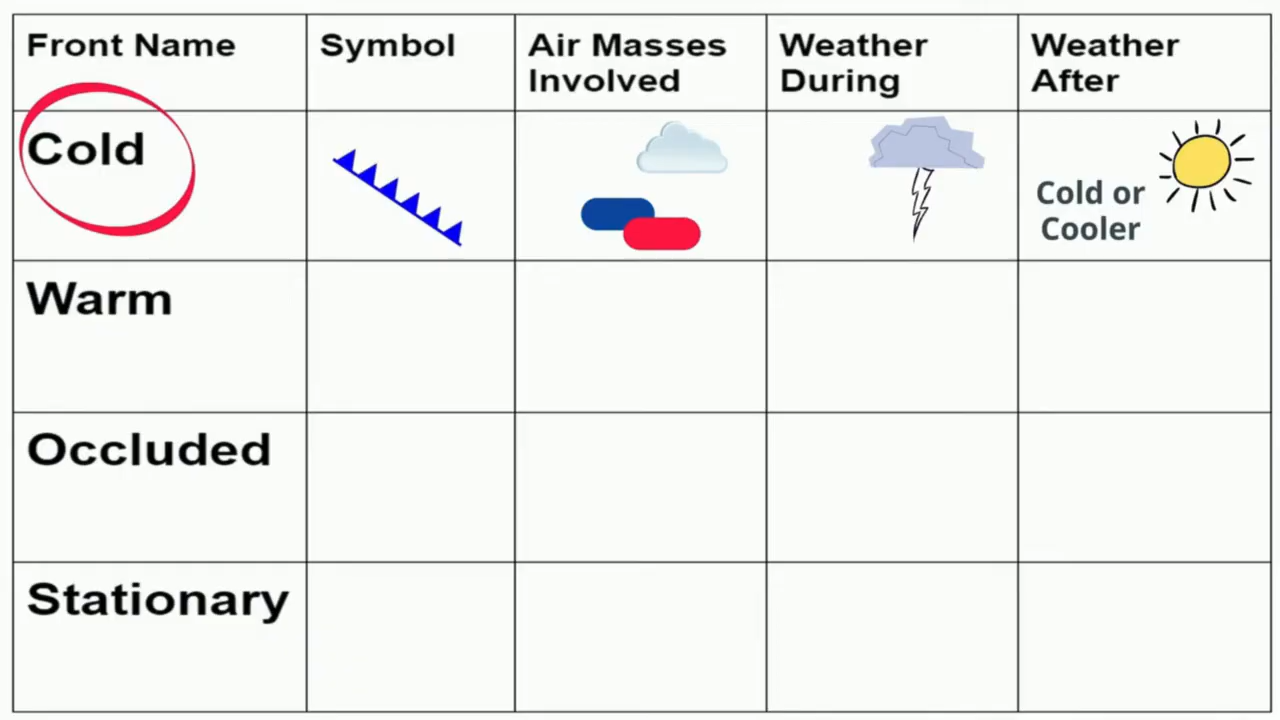 Front Name
Symbol
Air Masses
Involved
Weather
During
Weather
After
Cold
Cold or
Cooler
Warm
Occluded
Stationary